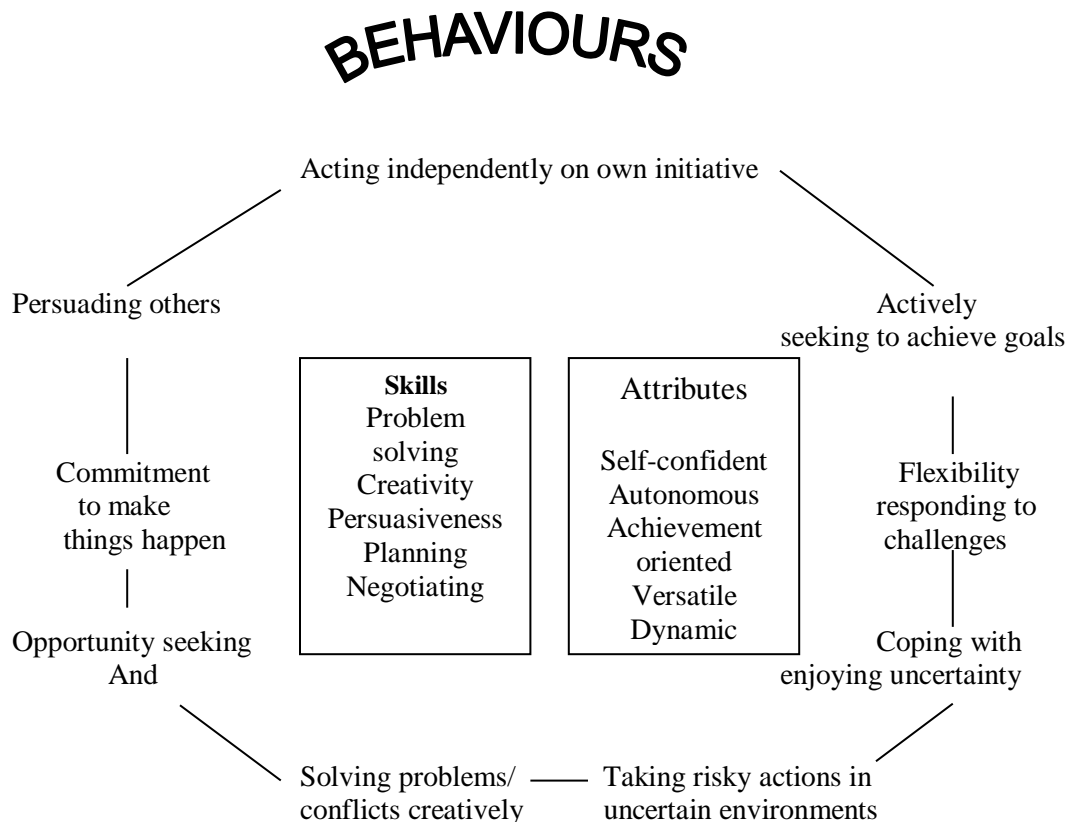 BEHAVIOURS
Acting independently on own initiative
Persuading others
Actively
seeking to achieve goals
Skills
Problem
solving
Creativity
Persuasiveness
Planning
Negotiating
Attributes
Self-confident
Autonomous
Achievement
oriented
Versatile
Dynamic
Commitment
to make
things happen
Flexibility
responding to
challenges
Opportunity seeking
And
Coping with
enjoying uncertainty
Solving problems/
conflicts creatively
Taking risky actions in
uncertain environments